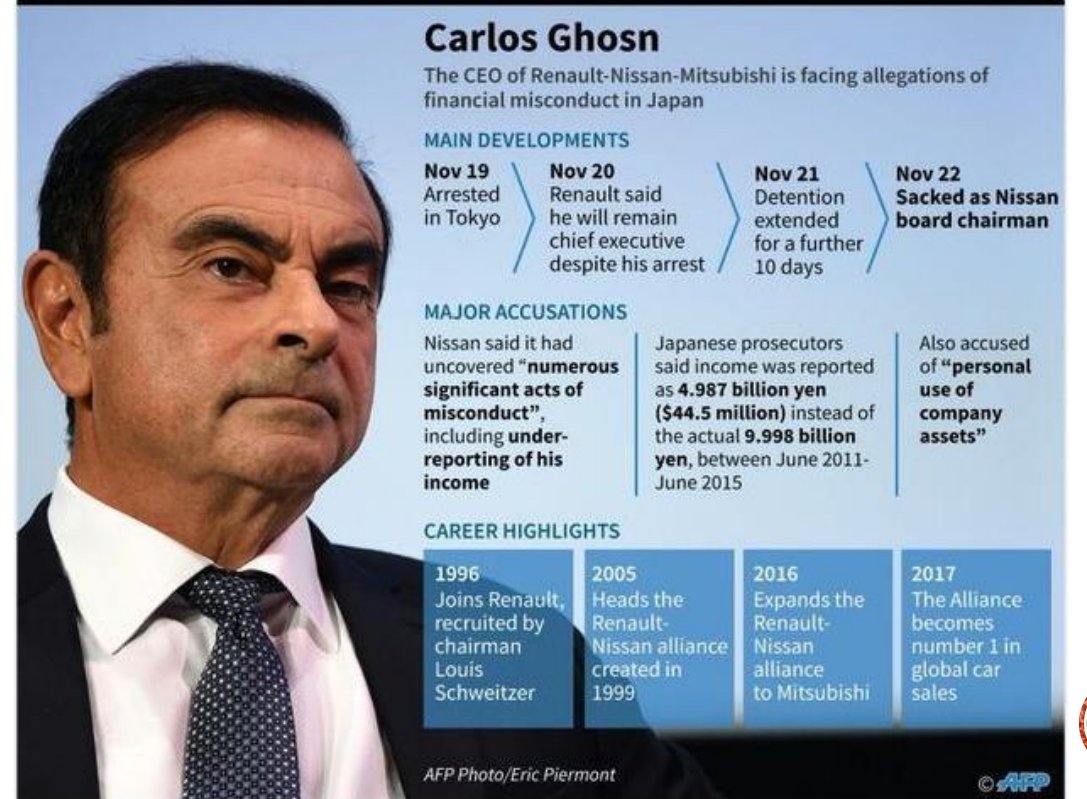 Carlos Ghosn
The CEO of Renault-Nissan-Mitsubishi is facing allegations of
financial misconduct in Japan
MAIN DEVELOPMENTS
Nov 19
Arrested
in Tokyo
Nov 20
Renault said
he will remain
chief executive
despite his arrest
Nov 21
Detention
extended
for a further
10 days
Nov 22
Sacked as Nissan
board chairman
MAJOR ACCUSATIONS
Nissan said it had
uncovered “numerous
significant acts of
misconduct”,
including under-
reporting of his
income
Japanese prosecutors
said income was reported
as 4.987 billion yen
($44.5 million) instead of
the actual 9.998 billion
yen, between June 2011-
June 2015
Also accused
of “personal
use of
company
assets”
CAREER HIGHLIGHTS
1996
Joins Renault,
recruited by
chairman
Louis
Schweitzer
2005
Heads the
Renault-
Nissan alliance
created in
1999
2016
Expands the
Renault-
Nissan
alliance
to Mitsubishi
2017
The Alliance
becomes
number 1 in
global car
sales
AFP Photo/Eric Piermont
© AFP